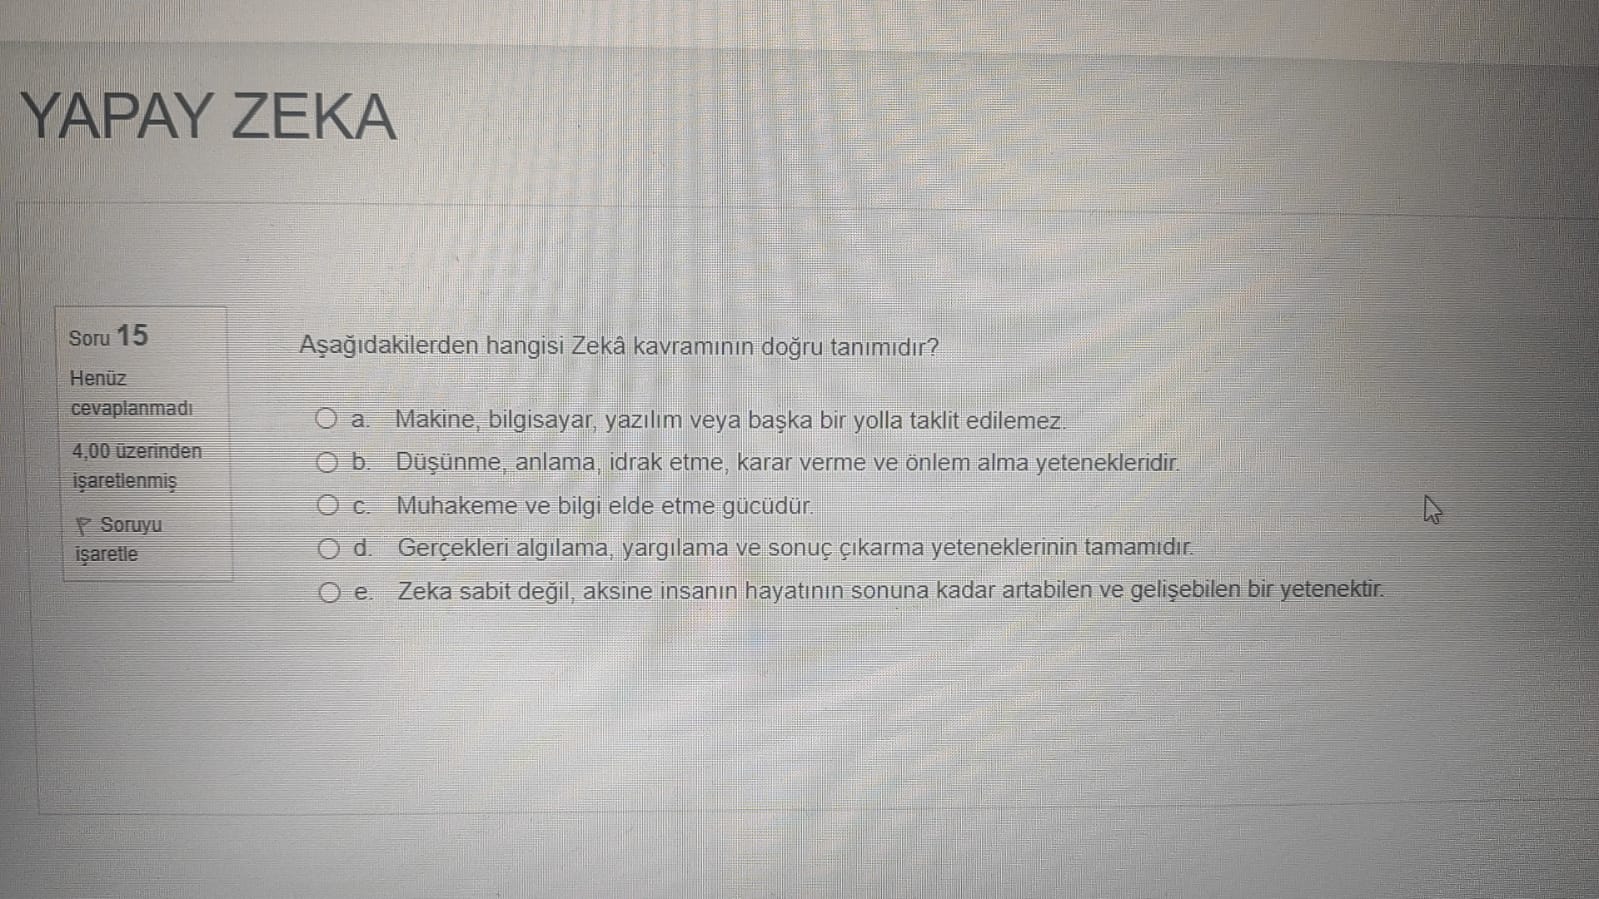 YAPAY ZEKA
Soru 15
Henüz
cevaplanmadı
4,00 üzerinden
işaretlenmiş
Soruyu
işaretle
Aşağıdakilerden hangisi Zekâ kavramının doğru tanımıdır?
a. Makine, bilgisayar, yazılım veya başka bir yolla taklit edilemez.
b. Düşünme, anlama, idrak etme, karar verme ve önlem alma yetenekleridir.
c. Muhakeme ve bilgi elde etme gücüdür.
d. Gerçekleri algılama, yargılama ve sonuç çıkarma yeteneklerinin tamamıdır.
e. Zeka sabit değil, aksine insanın hayatının sonuna kadar artabilen ve gelişebilen bir yetenektir.